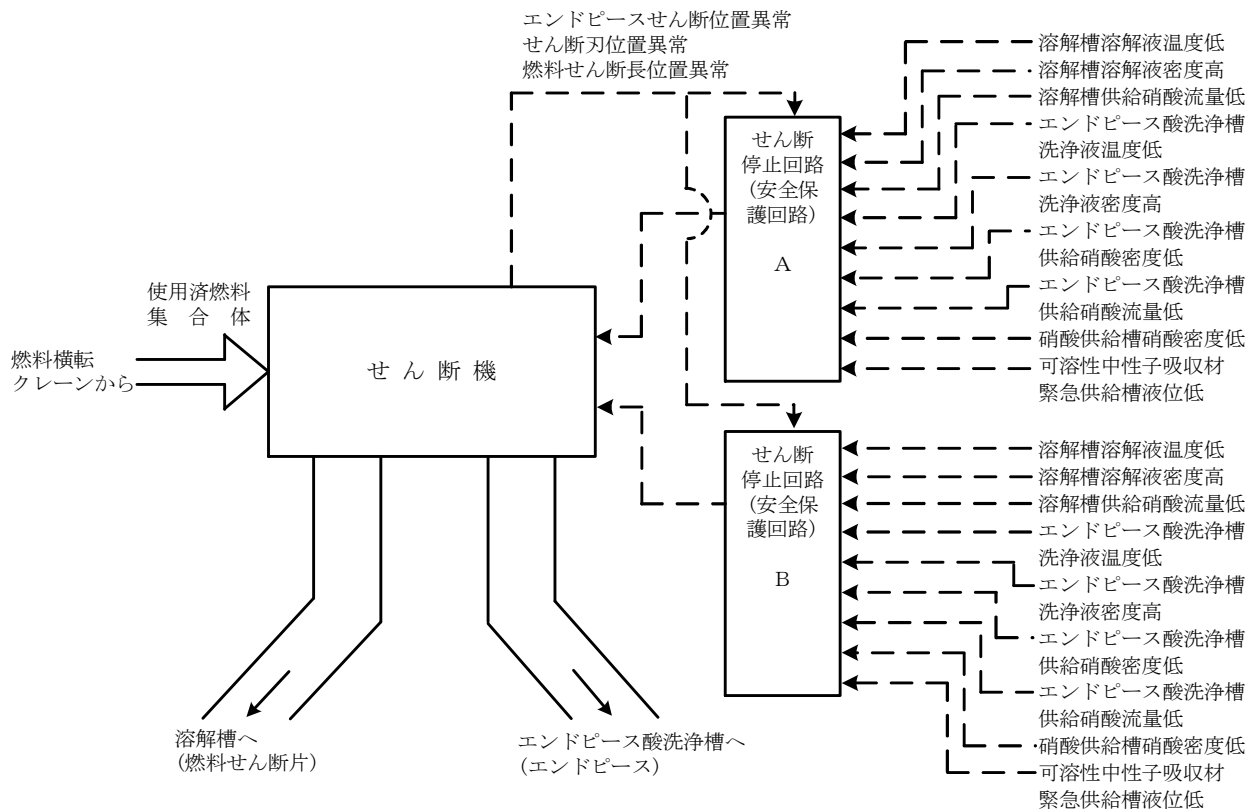 エンドピースせん断位置異常
せん断刃位置異常
燃料せん断長位置異常
使用済燃料
集合体
燃料横転
クレーンから
せん断機
溶解槽へ
(燃料せん断片)
エンドピース酸洗浄槽へ
(エンドピース)
せん断
停止回路
(安全保
護回路)
A
溶解槽溶解液温度低
溶解槽溶解液密度高
溶解槽供給硝酸流量低
エンドピース酸洗浄槽
洗浄液温度低
エンドピース酸洗浄槽
洗浄液密度高
エンドピース酸洗浄槽
供給硝酸密度低
エンドピース酸洗浄槽
供給硝酸流量低
硝酸供給槽硝酸密度低
可溶性中性子吸収材
緊急供給槽液位低
せん断
停止回路
(安全保
護回路)
B
溶解槽溶解液温度低
溶解槽溶解液密度高
溶解槽供給硝酸流量低
エンドピース酸洗浄槽
洗浄液温度低
エンドピース酸洗浄槽
洗浄液密度高
エンドピース酸洗浄槽
供給硝酸密度低
エンドピース酸洗浄槽
供給硝酸流量低
硝酸供給槽硝酸密度低
可溶性中性子吸収材
緊急供給槽液位低